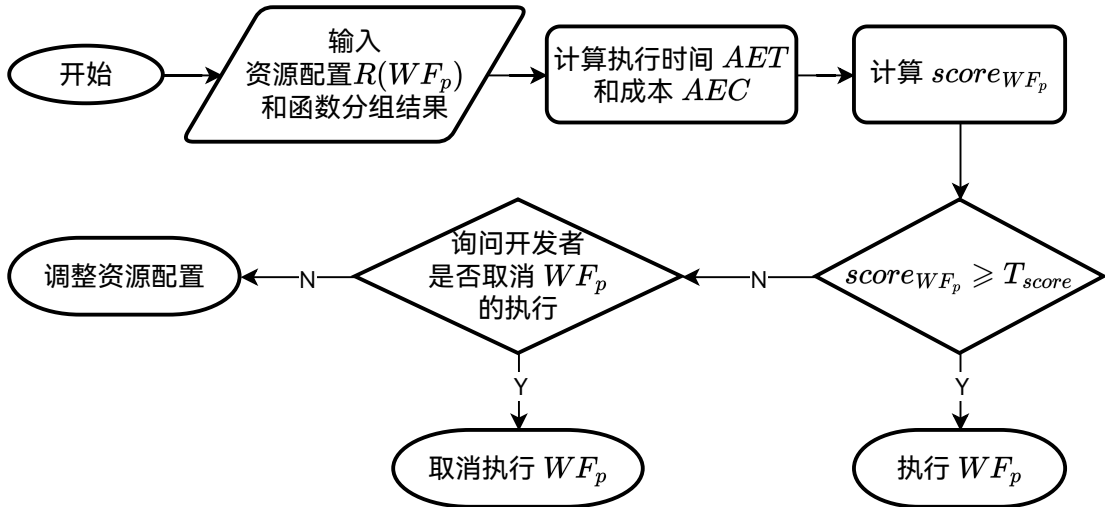 开始
输入
资源配置R(WF_p)
和函数分组结果
计算执行时间 AET
和成本 AEC
计算 score_{WF_p}
调整资源配置
N
询问开发者
是否取消 WF_p
的执行
N
score_{WF_p} ⩾ T_{score}
Y
Y
取消执行 WF_p
执行 WF_p